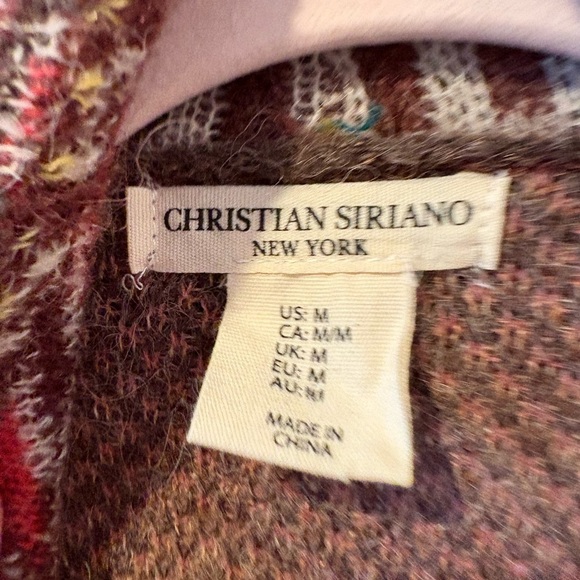 CHRISTIAN SIRIANO
NEW YORK
US: M
CA: M/M
UK: M
EU: M
AU: M
MADE IN
CHINA